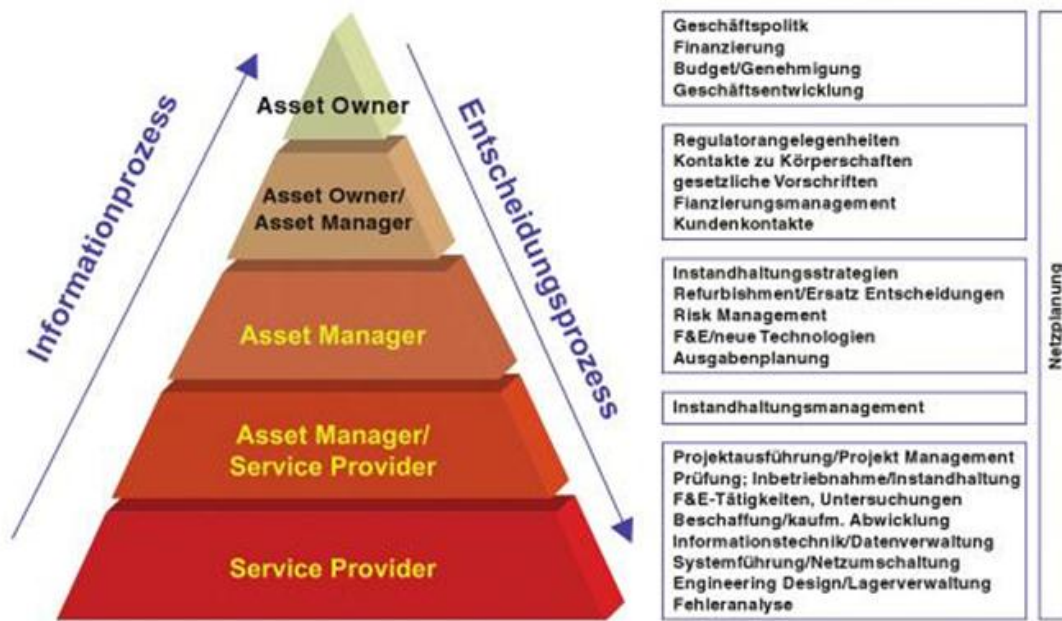 Informationprozess
Entscheidungsprozess
Asset Owner
Asset Owner/
Asset Manager
Asset Manager
Asset Manager/
Service Provider
Service Provider
Geschäftspolitk
Finanzierung
Budget/Genehmigung
Geschäftsentwicklung
Regulatorangelegenheiten
Kontakte zu Körperschaften
gesetzliche Vorschriften
Fianzierungsmanagement
Kundenkontakte
Instandhaltungsstrategien
Refurbishment/Ersatz Entscheidungen
Risk Management
F&E/neue Technologien
Ausgabenplanung
Instandhaltungsmanagement
Projektausführung/Projekt Management
Prüfung; Inbetriebnahme/Instandhaltung
F&E-Tätigkeiten, Untersuchungen
Beschaffung/kaufm. Abwicklung
Informationstechnik/Datenverwaltung
Systemführung/Netzumschaltung
Engineering Design/Lagerverwaltung
Fehleranalyse
Netzplanung